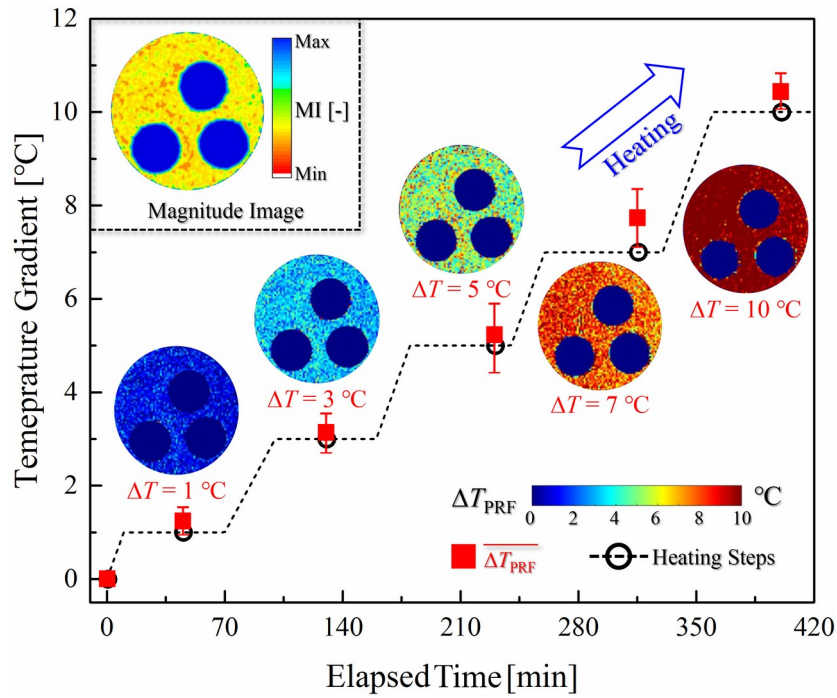 12
10
8
6
4
2
0
Temeprature Gradient [℃]
Max
MI [-]
Min
Magnitude Image
Heating
ΔT = 1 ℃
ΔT = 3 ℃
ΔT = 5 ℃
ΔT = 7 ℃
ΔT = 10 ℃
ΔT_PRF
0 2 4 6 8 10
℃
ΔT_PRF
Heating Steps
0 70 140 210 280 350 420
Elapsed Time [min]